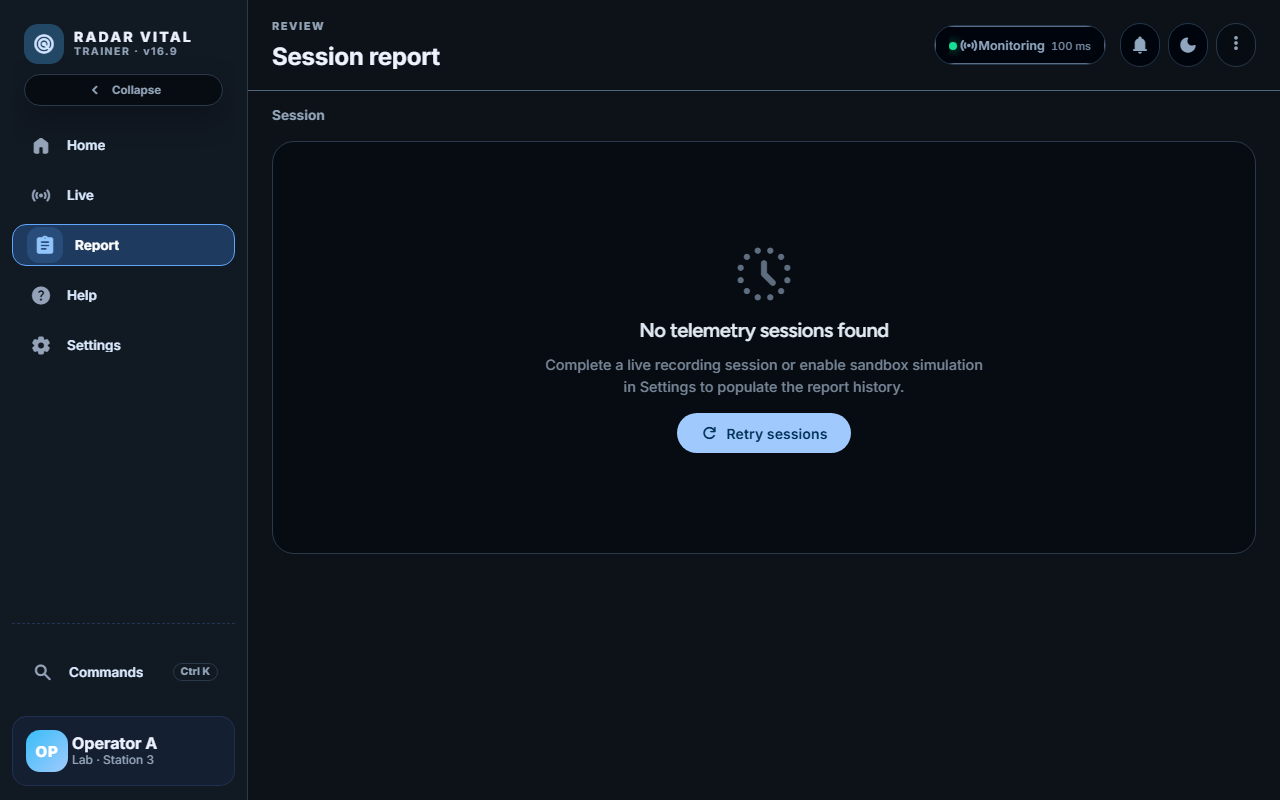 RADAR VITAL
TRAINER · v16.9
Collapse
Home
Live
Report
Help
Settings
Commands
Ctrl K
OP
Operator A
Lab · Station 3
REVIEW
Session report
Monitoring 100 ms
Session
No telemetry sessions found
Complete a live recording session or enable sandbox simulation
in Settings to populate the report history.
Retry sessions